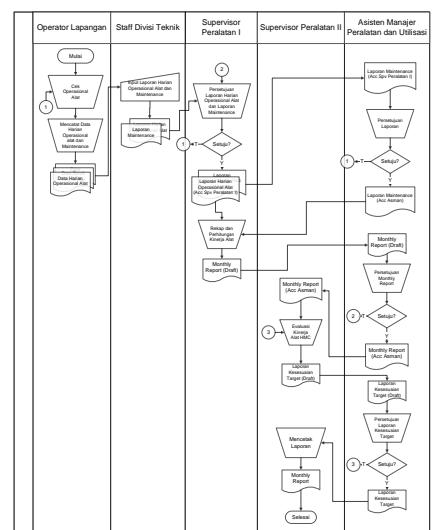 Operator Lapangan
Staff Divisi Teknik
Supervisor
Peralatan I
Supervisor Peralatan II
Asisten Manajer
Peralatan dan Utilisasi
Mulai
Cek
Operasional
Alat
1
Mencatat Data
Harian
Operasional
alat dan
Maintenance
Data Harian
Operasional Alat
Input Laporan Harian
Operasional Alat dan
Maintenance
Laporan
Maintenance
2
Persetujuan
Laporan Harian
Operasional Alat
dan Laporan
Maintenance
Setuju?
T
1
Y
Laporan
Laporan Harian
Operasional Alat
(Acc Spv Peralatan I)
Rekap dan
Perhitungan
Kinerja Alat
Monthly
Report (Draft)
Monthly Report
(Acc Asman)
3
Evaluasi
Kinerja
Alat HMC
Laporan
Kesesuaian
Target (Draft)
Mencetak
Laporan
Monthly
Report
Selesai
Laporan Maintenance
(Acc Spv Peralatan I)
Persetujuan
Laporan
Setuju?
T
1
Y
Laporan Maintenance
(Acc Asman)
Monthly
Report (Draft)
Persetujuan
Monthly
Report
Setuju?
T
2
Y
Monthly Report
(Acc Asman)
Laporan
Kesesuaian
Target (Draft)
Persetujuan
Laporan
Kesesuaian
Target
Setuju?
T
3
Y
Laporan
Kesesuaian
Target